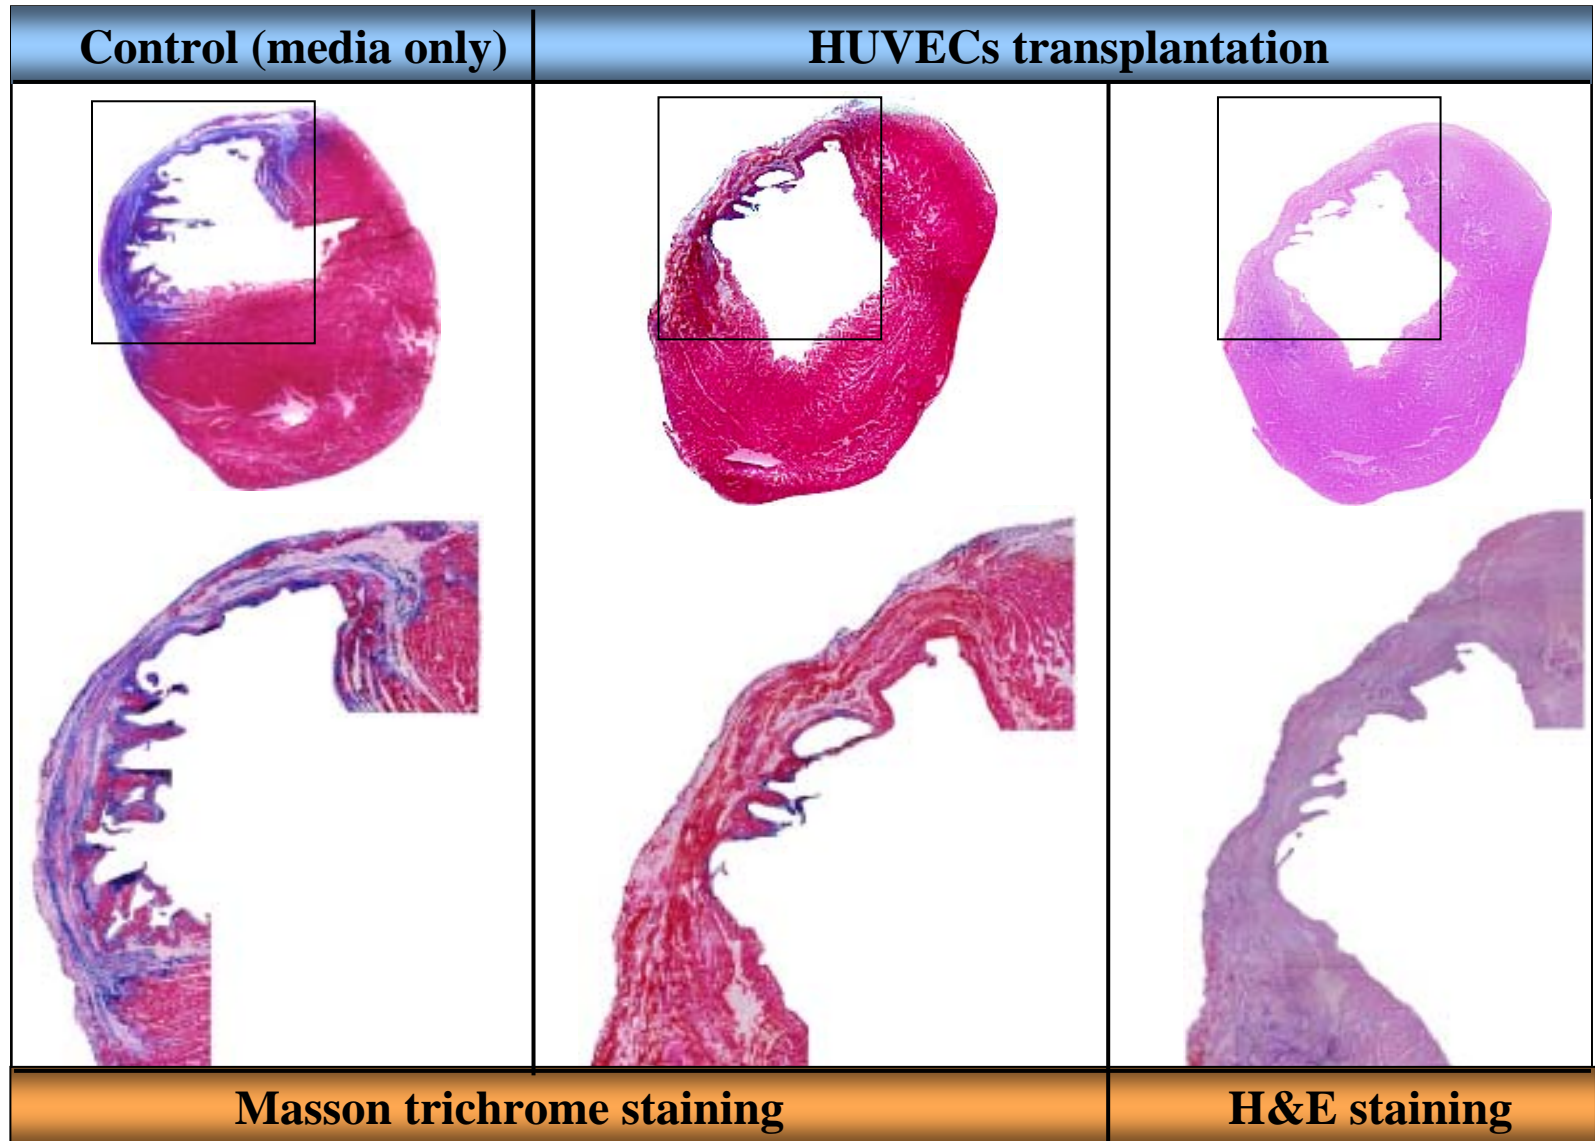 Control (media only)
HUVECs transplantation
Masson trichrome staining
H&E staining